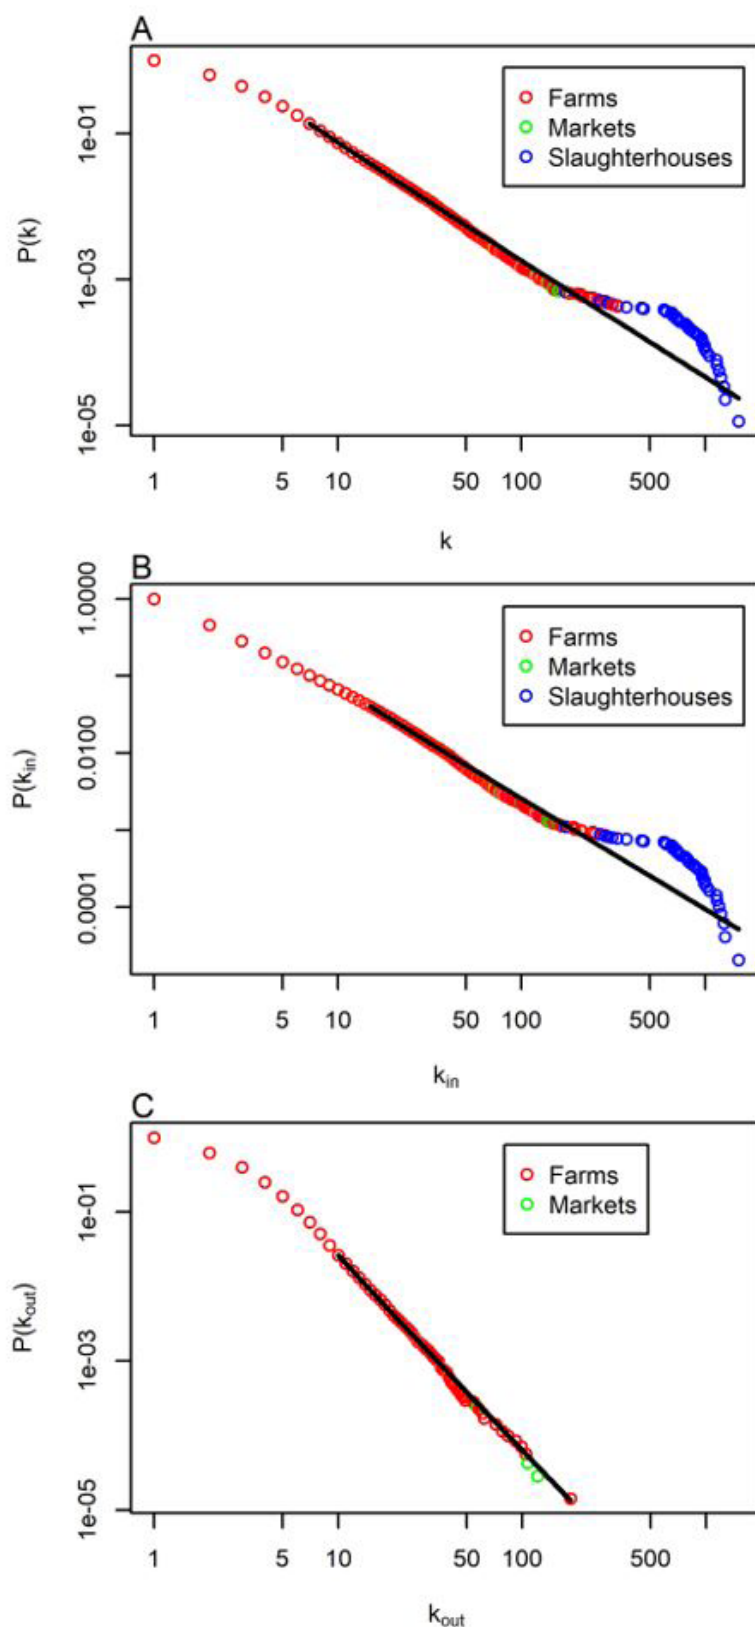 A
P(k)
1e-01
1e-03
1e-05
Farms
Markets
Slaughterhouses
1 5 10 50 100 500
k
B
P(kin)
1.0000
0.0100
0.0001
Farms
Markets
Slaughterhouses
1 5 10 50 100 500
kin
C
P(kout)
1e-01
1e-03
1e-05
Farms
Markets
1 5 10 50 100 500
kout